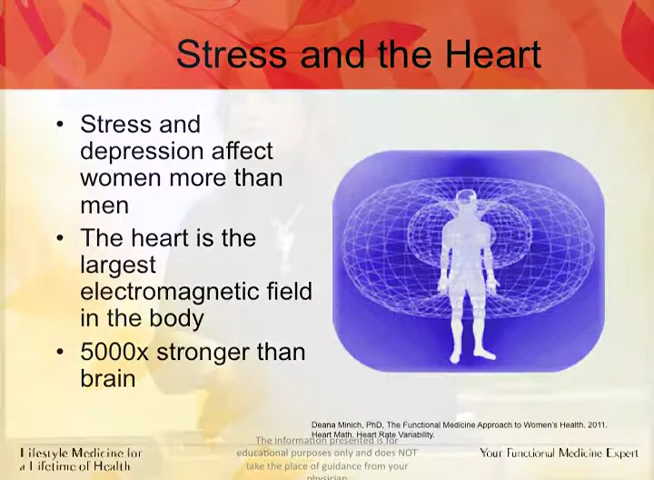 Stress and the Heart
• Stress and
depression affect
women more than
men
• The heart is the
largest
electromagnetic field
in the body
• 5000x stronger than
brain
Deana Minich, PhD, The Functional Medicine Approach to Women's Health. 2011.
Heart Math. Heart Rate Variability.
The information presented is for
educational purposes only and does NOT
take the place of guidance from your
physician
Lifestyle Medicine for
a Lifetime of Health
Your Functional Medicine Expert